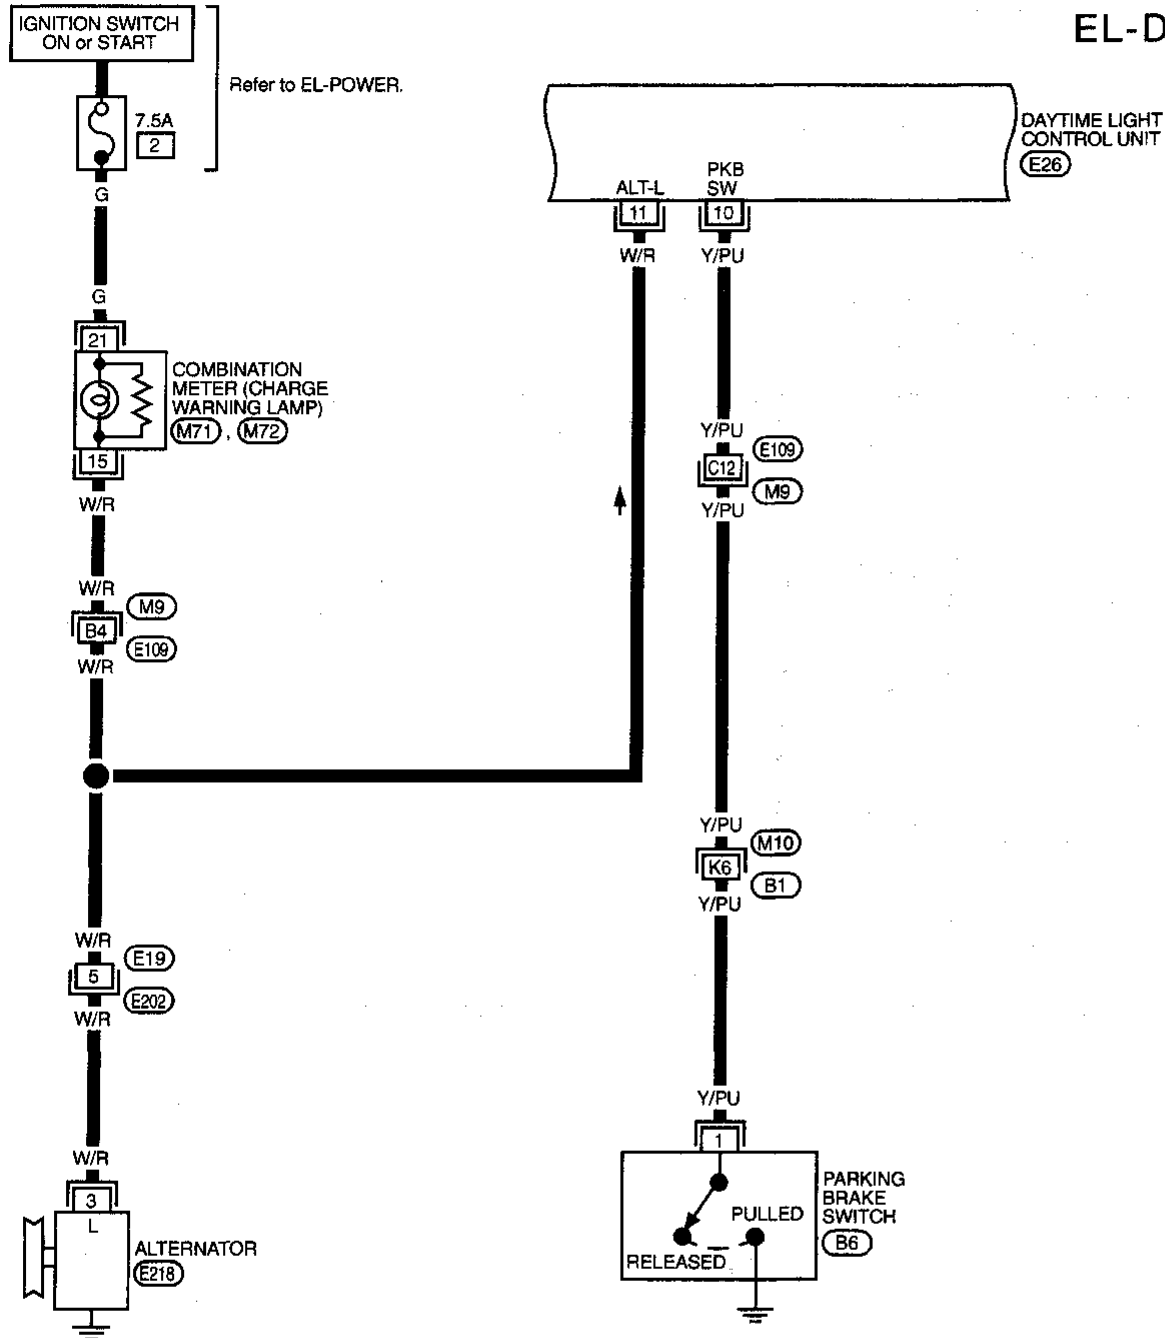 EL-D
IGNITION SWITCH
ON or START
Refer to EL-POWER.
7.5A
2
G
G
21
COMBINATION
METER (CHARGE
WARNING LAMP)
M71 , M72
15
W/R
W/R
M9
B4
E109
W/R
W/R
E19
5
E202
W/R
W/R
3
L
ALTERNATOR
E218
DAYTIME LIGHT
CONTROL UNIT
E26
ALT-L
PKB
SW
11
10
W/R
Y/PU
Y/PU
E109
C12
M9
Y/PU
Y/PU
M10
K6
B1
Y/PU
Y/PU
1
PARKING
BRAKE
SWITCH
B6
PULLED
RELEASED